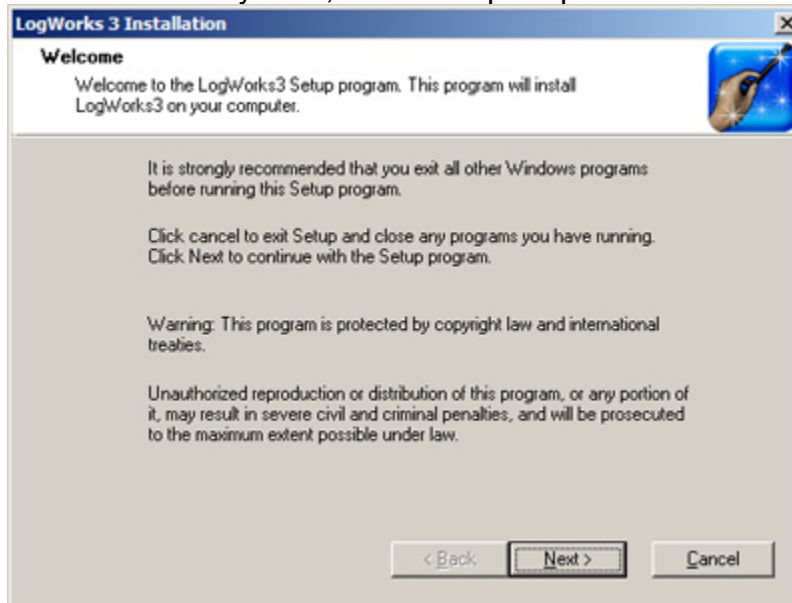 LogWorks 3 Installation
Welcome
Welcome to the LogWorks3 Setup program. This program will install
LogWorks3 on your computer.
It is strongly recommended that you exit all other Windows programs
before running this Setup program.
Click cancel to exit Setup and close any programs you have running.
Click Next to continue with the Setup program.
Warning: This program is protected by copyright law and international
treaties.
Unauthorized reproduction or distribution of this program, or any portion of
it, may result in severe civil and criminal penalties, and will be prosecuted
to the maximum extent possible under law.
< Back Next > Cancel